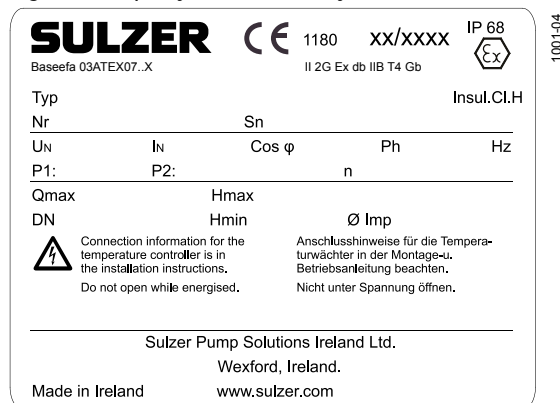 SULZER CE 1180 xx/xxxx IP 68
Ex
Baseefa 03ATEX07..X II 2G Ex db IIB T4 Gb
Typ Insul.Cl.H
Nr Sn
UN IN Cos φ Ph Hz
P1: P2: n
Qmax Hmax
DN Hmin Ø Imp
Connection information for the
temperature controller is in
the installation instructions.
Do not open while energised.
Anschlusshinweise für die Tempera-
turwächter in der Montage-u.
Betriebsanleitung beachten.
Nicht unter Spannung öffnen.
Sulzer Pump Solutions Ireland Ltd.
Wexford, Ireland.
Made in Ireland www.sulzer.com
1001-04